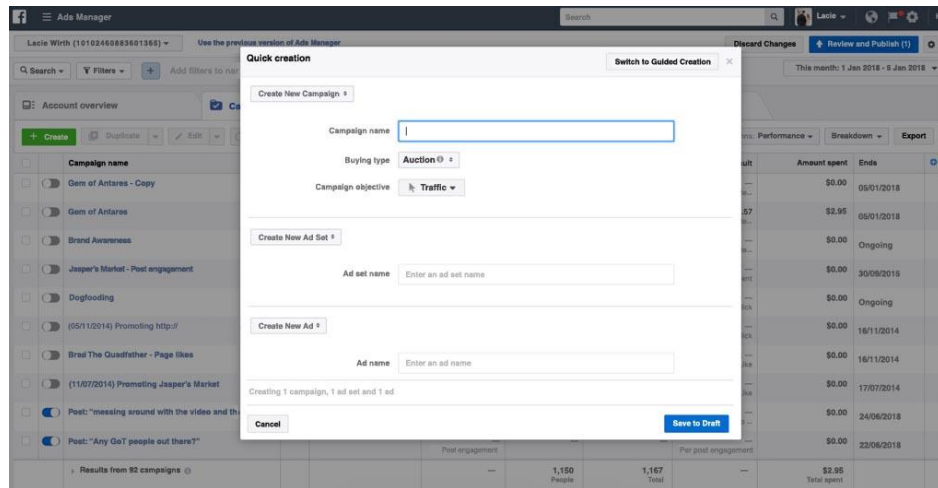 Ads Manager
Search
Lacie
Lacie Wirth (10102460883601365)
Use the previous version of Ads Manager
Discard Changes
Review and Publish (1)
Search
Filters
Add filters to nar
This month: 1 Jan 2018 - 5 Jan 2018
Account overview
Ca
Create
Duplicate
Edit
Performance
Breakdown
Export
Quick creation
Switch to Guided Creation
Create New Campaign
Campaign name
Buying type
Auction
Campaign objective
Traffic
Create New Ad Set
Ad set name
Enter an ad set name
Create New Ad
Ad name
Enter an ad name
Creating 1 campaign, 1 ad set and 1 ad
Cancel
Save to Draft
Campaign name
ult
Amount spent
Ends
Gem of Antares - Copy
$0.00
05/01/2018
Gem of Antares
.57
$2.95
05/01/2018
Brand Awareness
$0.00
Ongoing
Jasper's Market - Post engagement
$0.00
30/09/2015
Dogfooding
$0.00
Ongoing
(05/11/2014) Promoting http://
$0.00
16/11/2014
Brad The Quadfather - Page likes
$0.00
16/11/2014
(11/07/2014) Promoting Jasper's Market
$0.00
17/07/2014
Post: "messing around with the video and th
$0.00
24/06/2018
Post: "Any GoT people out there?"
Post engagement
Per post engagement
$0.00
22/06/2018
Results from 92 campaigns
1,150
People
1,167
Total
$2.95
Total spent